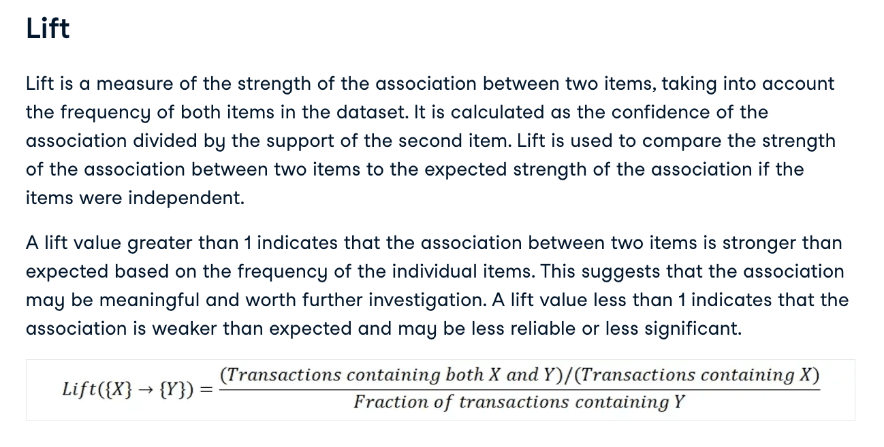 Lift
Lift is a measure of the strength of the association between two items, taking into account
the frequency of both items in the dataset. It is calculated as the confidence of the
association divided by the support of the second item. Lift is used to compare the strength
of the association between two items to the expected strength of the association if the
items were independent.
A lift value greater than 1 indicates that the association between two items is stronger than
expected based on the frequency of the individual items. This suggests that the association
may be meaningful and worth further investigation. A lift value less than 1 indicates that the
association is weaker than expected and may be less reliable or less significant.
(Transactions containing both X and Y)/(Transactions containing X)
Lift({X} → {Y}) =
Fraction of transactions containing Y